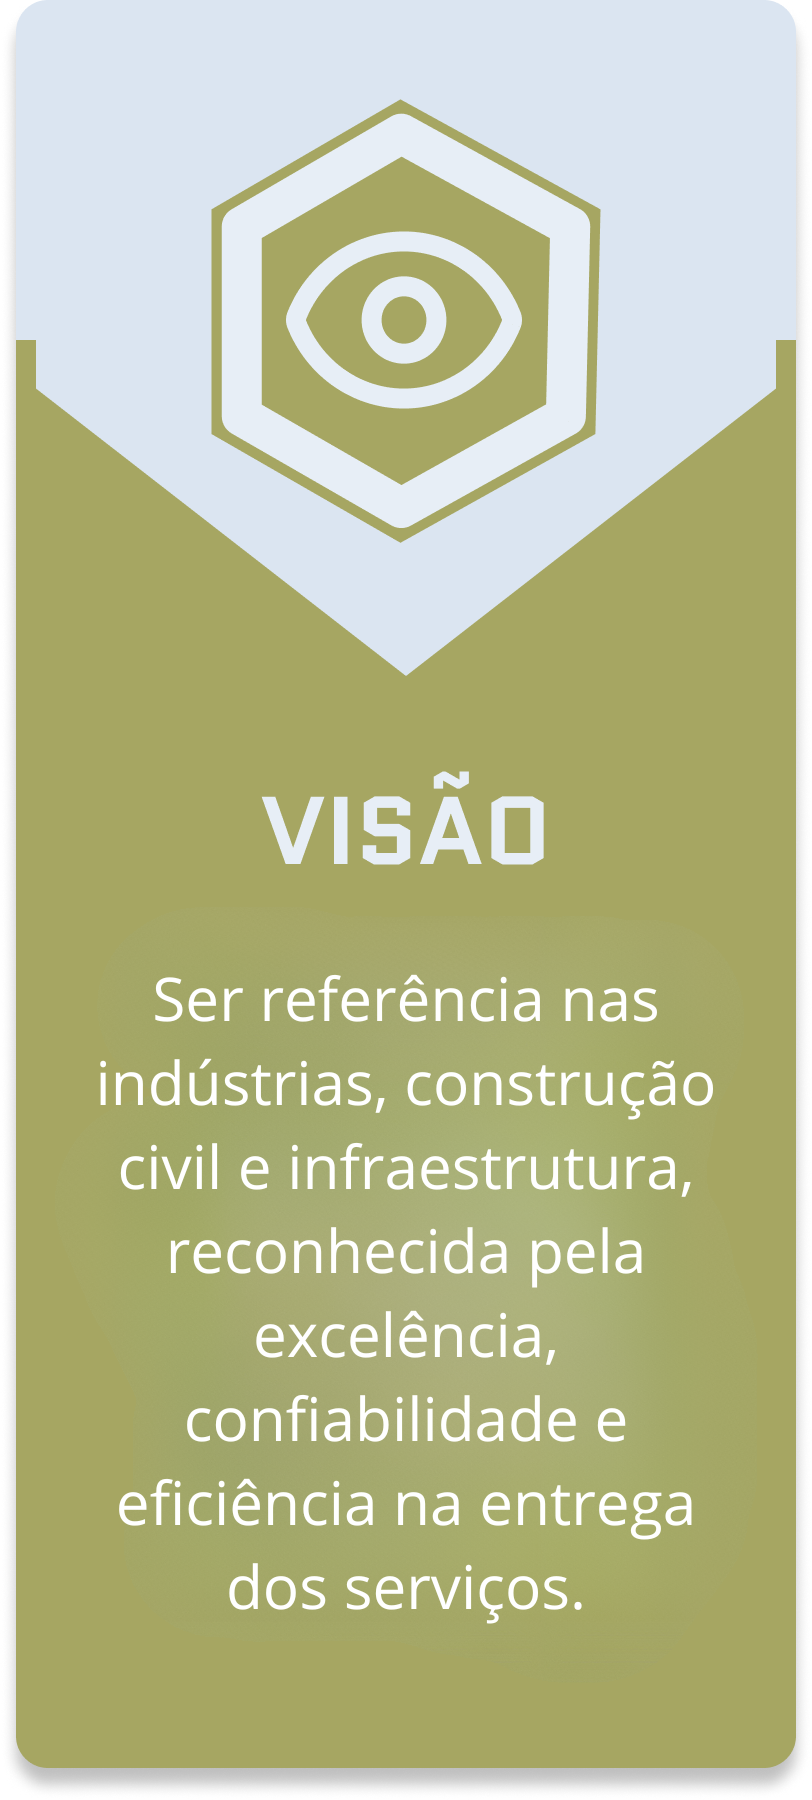 VISÃO
Ser referência nas
indústrias, construção
civil e infraestrutura,
reconhecida pela
excelência,
confiabilidade e
eficiência na entrega
dos serviços.